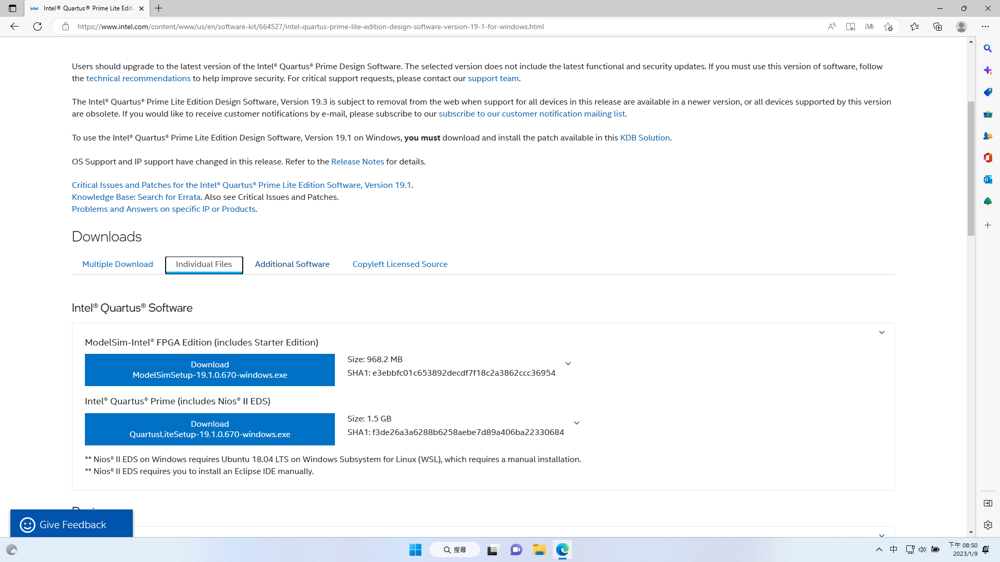 intel Intel® Quartus® Prime Lite Editi
https://www.intel.com/content/www/us/en/software-kit/664527/intel-quartus-prime-lite-edition-design-software-version-19-1-for-windows.html
Users should upgrade to the latest version of the Intel® Quartus® Prime Design Software. The selected version does not include the latest functional and security updates. If you must use this version of software, follow
the technical recommendations to help improve security. For critical support requests, please contact our support team.
The Intel® Quartus® Prime Lite Edition Design Software, Version 19.3 is subject to removal from the web when support for all devices in this release are available in a newer version, or all devices supported by this version
are obsolete. If you would like to receive customer notifications by e-mail, please subscribe to our subscribe to our customer notification mailing list.
To use the Intel® Quartus® Prime Lite Edition Design Software, Version 19.1 on Windows, you must download and install the patch available in this KDB Solution.
OS Support and IP support have changed in this release. Refer to the Release Notes for details.
Critical Issues and Patches for the Intel® Quartus® Prime Lite Edition Software, Version 19.1.
Knowledge Base: Search for Errata. Also see Critical Issues and Patches.
Problems and Answers on specific IP or Products.
Downloads
Multiple Download Individual Files Additional Software Copyleft Licensed Source
Intel® Quartus® Software
ModelSim-Intel® FPGA Edition (includes Starter Edition)
Download
ModelSimSetup-19.1.0.670-windows.exe
Size: 968.2 MB
SHA1: e3ebbfc01c653892decdf7f18c2a3862ccc36954
Intel® Quartus® Prime (includes Nios® II EDS)
Download
QuartusLiteSetup-19.1.0.670-windows.exe
Size: 1.5 GB
SHA1: f3de26a3a6288b6258aebe7d89a406ba22330684
** Nios® II EDS on Windows requires Ubuntu 18.04 LTS on Windows Subsystem for Linux (WSL), which requires a manual installation.
** Nios® II EDS requires you to install an Eclipse IDE manually.
Give Feedback
搜尋
中
下午 08:50
2023/1/9